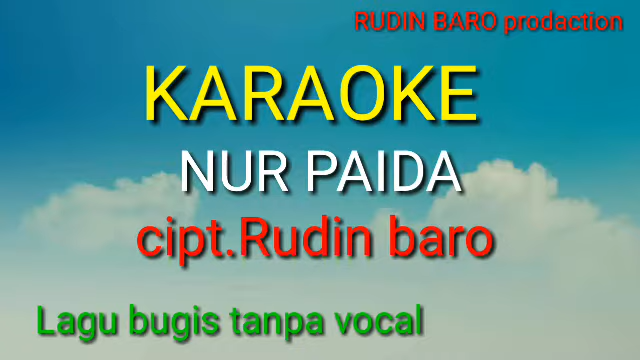 RUDIN BARO prodaction
KARAOKE
NUR PAIDA
cipt.Rudin baro
Lagu bugis tanpa vocal